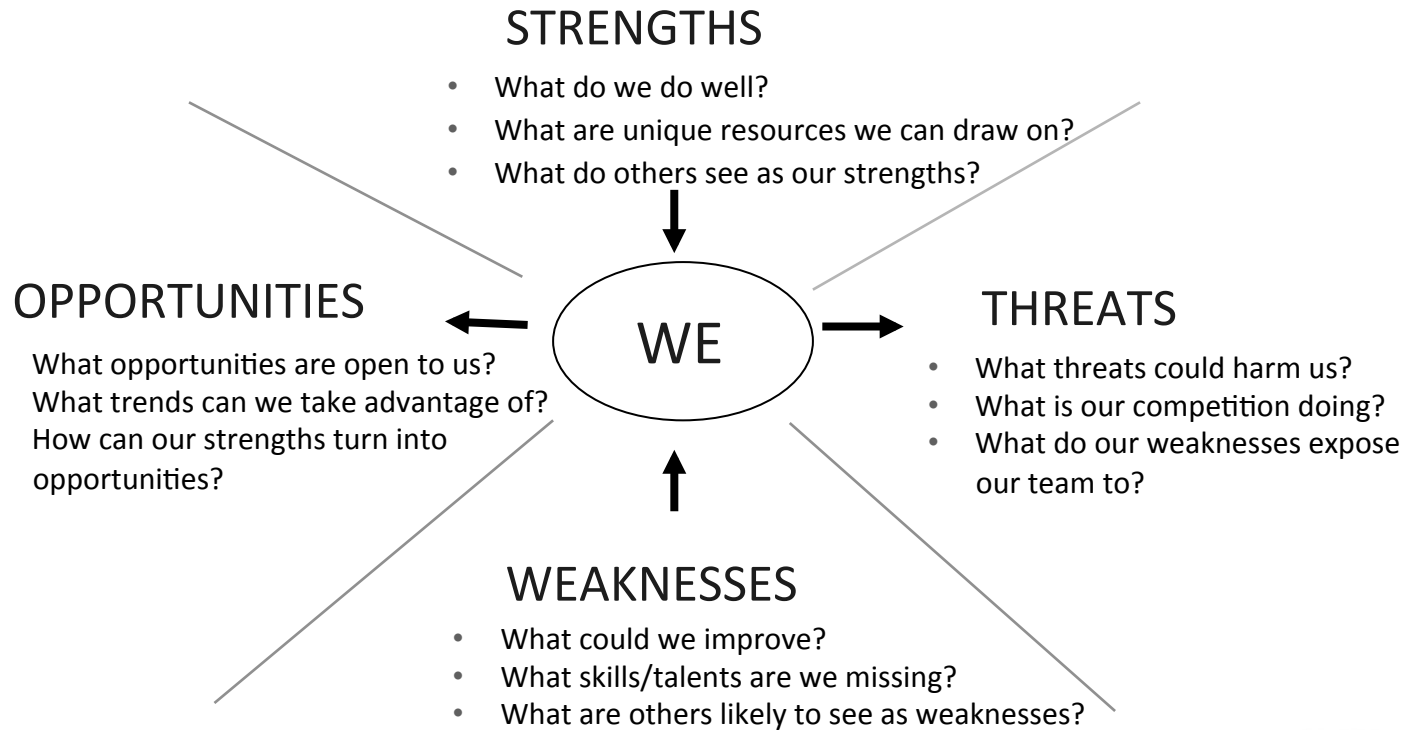 STRENGTHS
• What do we do well?
• What are unique resources we can draw on?
• What do others see as our strengths?
OPPORTUNITIES
What opportunities are open to us?
What trends can we take advantage of?
How can our strengths turn into
opportunities?
WE
THREATS
• What threats could harm us?
• What is our competition doing?
• What do our weaknesses expose
our team to?
WEAKNESSES
• What could we improve?
• What skills/talents are we missing?
• What are others likely to see as weaknesses?